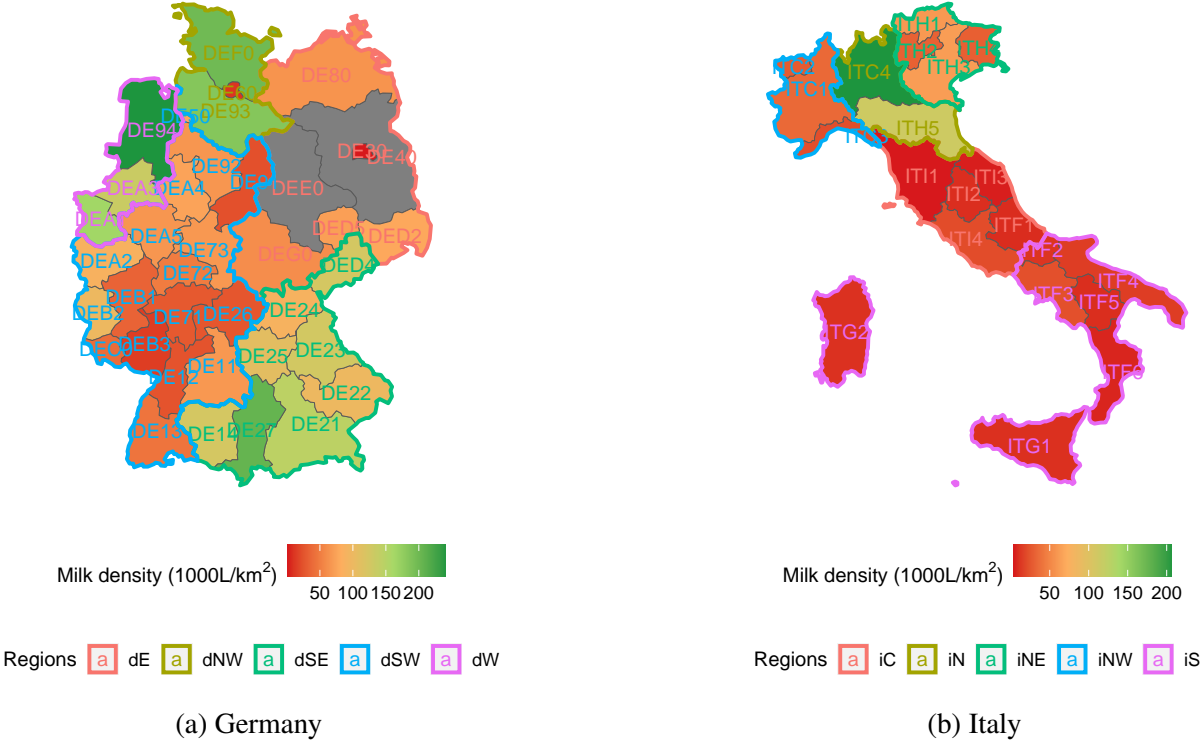 DEF0
DE80
DE93
DE50
DE94
DE40
DE92
DEE0
DEA3
DEA4
DEA5
DE73
DED2
DEG0
DEA2
DE72
DED4
DEB1
DEB2
DE24
DE71
DE26
DEB3
DE23
DE11
DE25
DE12
DE22
DE21
DE13
DE14
Milk density (1000L/km²)
50 100 150 200
Regions a dE a dNW a dSE a dSW a dW
(a) Germany
ITH1
ITC4
ITH3
ITC1
ITH5
ITI1
ITI3
ITI2
ITF1
ITI4
ITF2
ITF4
ITF3
ITF5
ITG2
ITG1
Milk density (1000L/km²)
50 100 150 200
Regions a iC a iN a iNE a iNW a iS
(b) Italy